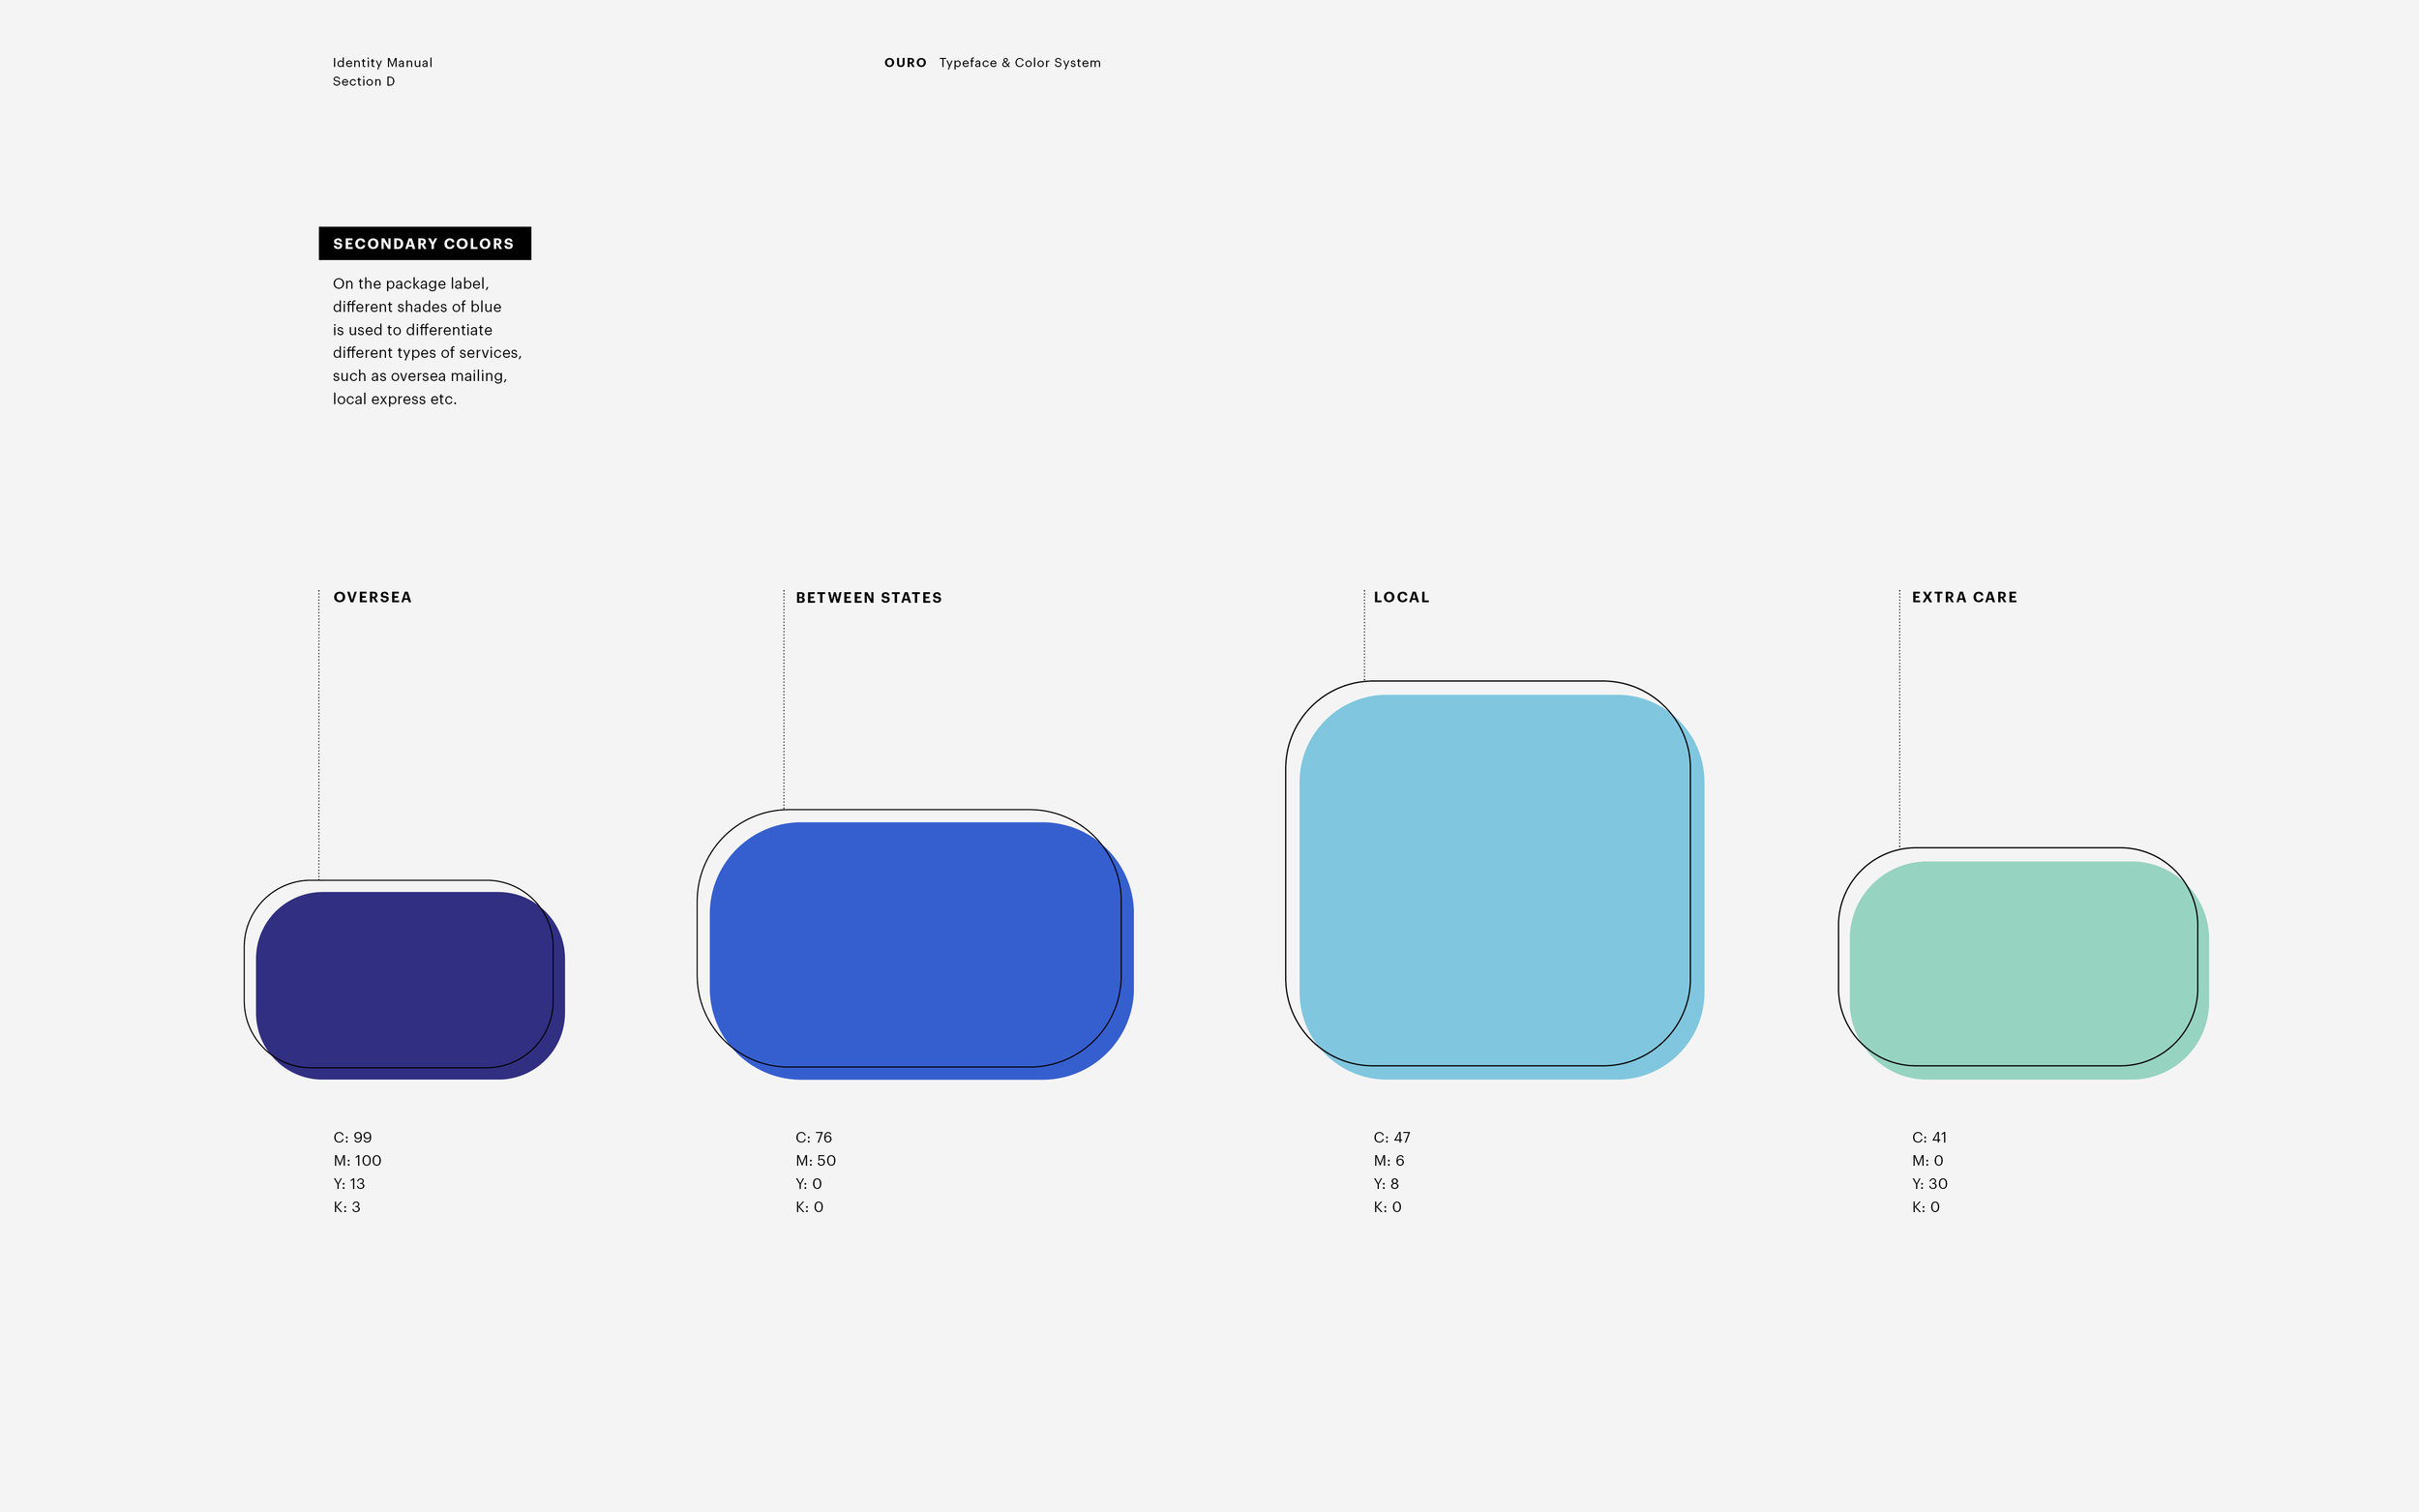 Identity Manual
Section D
OURO Typeface & Color System
SECONDARY COLORS
On the package label,
different shades of blue
is used to differentiate
different types of services,
such as oversea mailing,
local express etc.
OVERSEA
C: 99
M: 100
Y: 13
K: 3
BETWEEN STATES
C: 76
M: 50
Y: 0
K: 0
LOCAL
C: 47
M: 6
Y: 8
K: 0
EXTRA CARE
C: 41
M: 0
Y: 30
K: 0